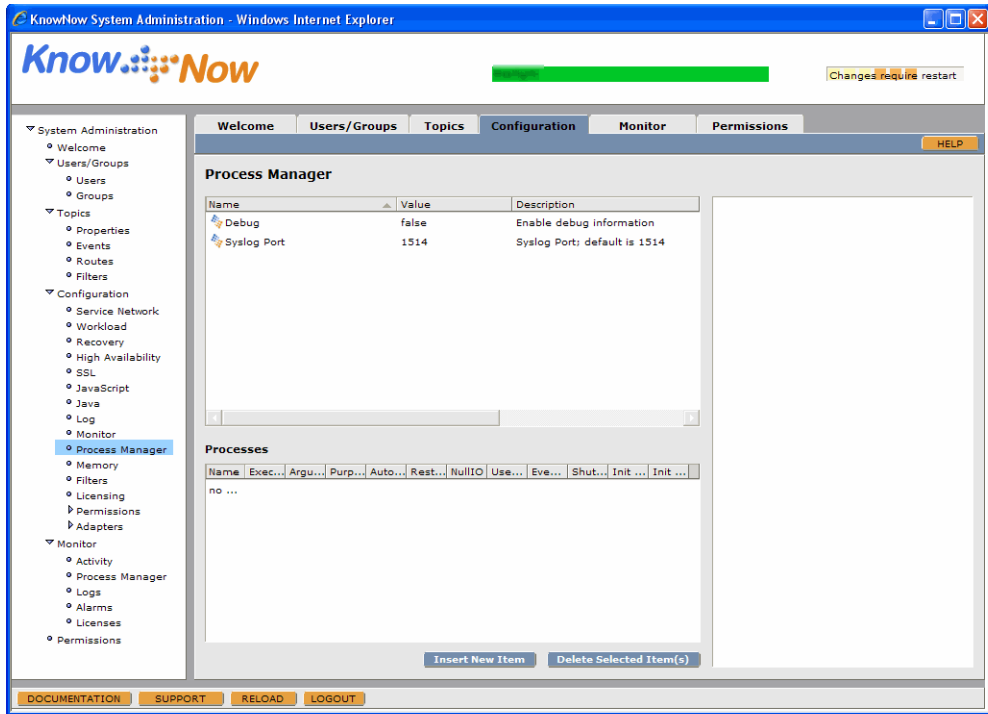 KnowNow System Administration - Windows Internet Explorer
Know Now
Changes require restart
System Administration
Welcome
Users/Groups
Users
Groups
Topics
Properties
Events
Routes
Filters
Configuration
Service Network
Workload
Recovery
High Availability
SSL
JavaScript
Java
Log
Monitor
Process Manager
Memory
Filters
Licensing
Permissions
Adapters
Monitor
Activity
Process Manager
Logs
Alarms
Licenses
Permissions
Welcome Users/Groups Topics Configuration Monitor Permissions
HELP
Process Manager
Name Value Description
Debug false Enable debug information
Syslog Port 1514 Syslog Port; default is 1514
Processes
Name Exec... Argu... Purp... Auto... Rest... NullIO Use... Eve... Shut... Init ... Init ...
no ...
Insert New Item Delete Selected Item(s)
DOCUMENTATION SUPPORT RELOAD LOGOUT